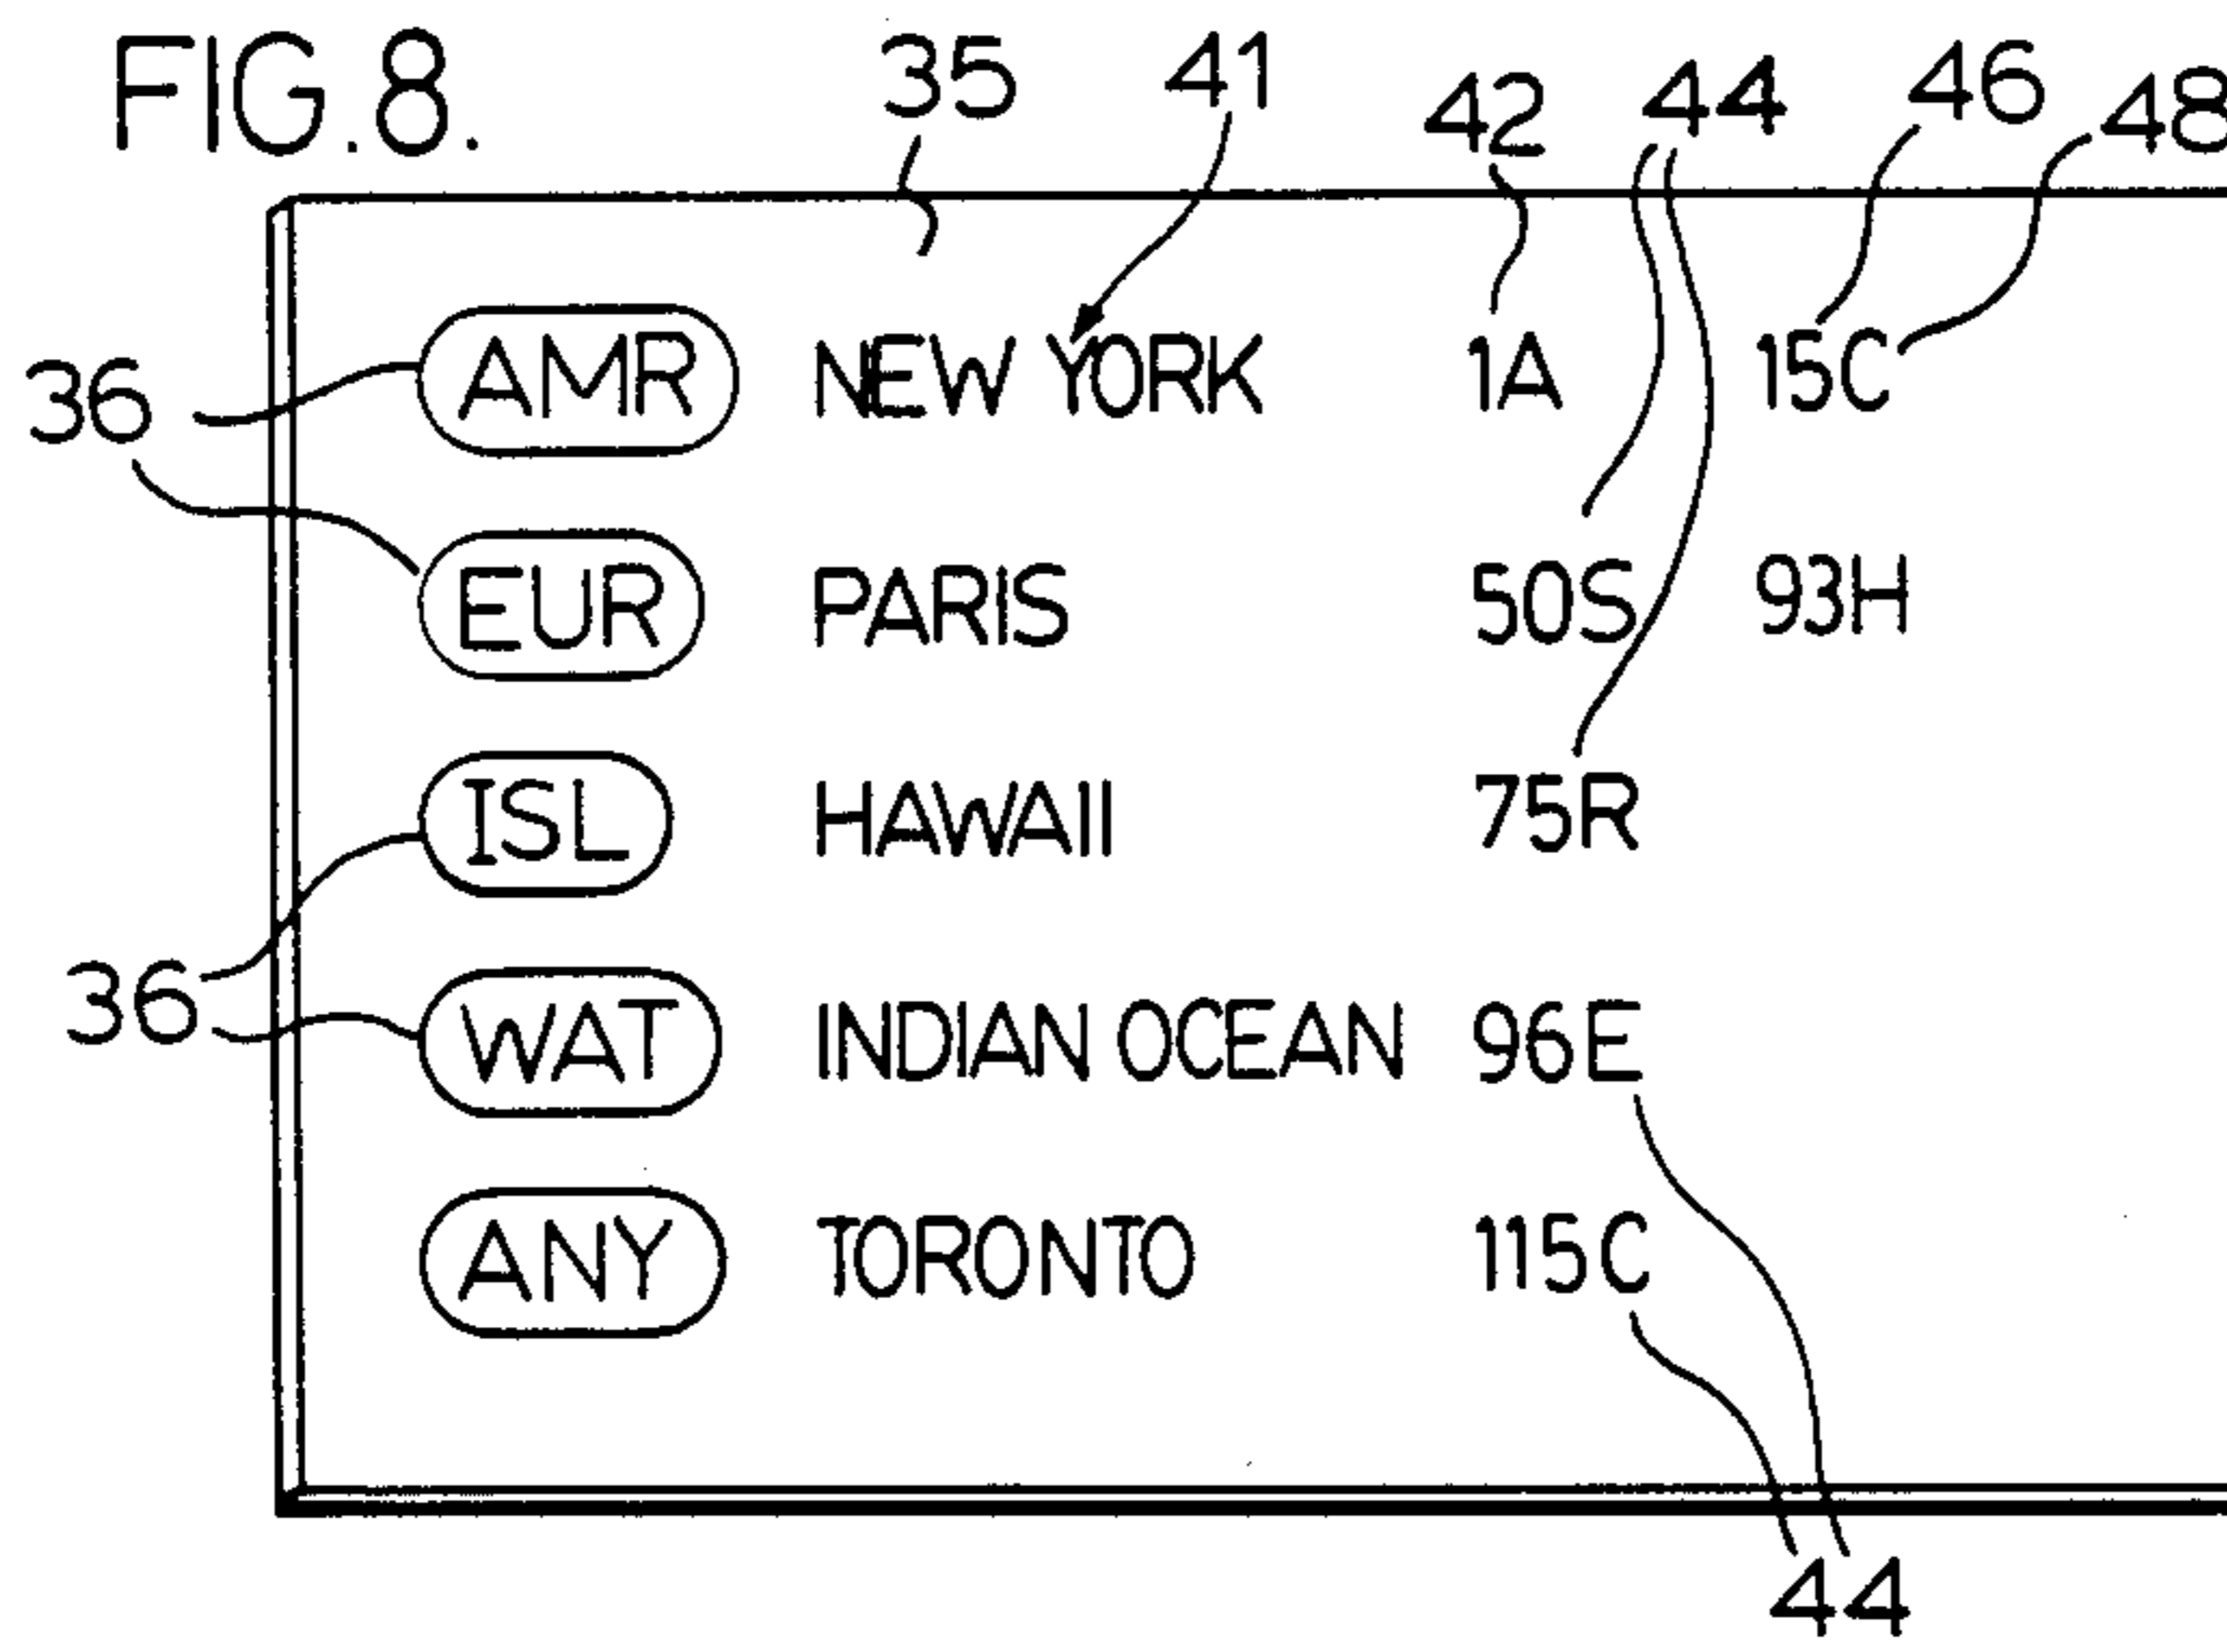 FIG.8.
35 41 42 44 46 48
AMR NEW YORK 1A 15C
36
EUR PARIS 50S 93H
ISL HAWAII 75R
36
WAT INDIAN OCEAN 96E
ANY TORONTO 115C
44